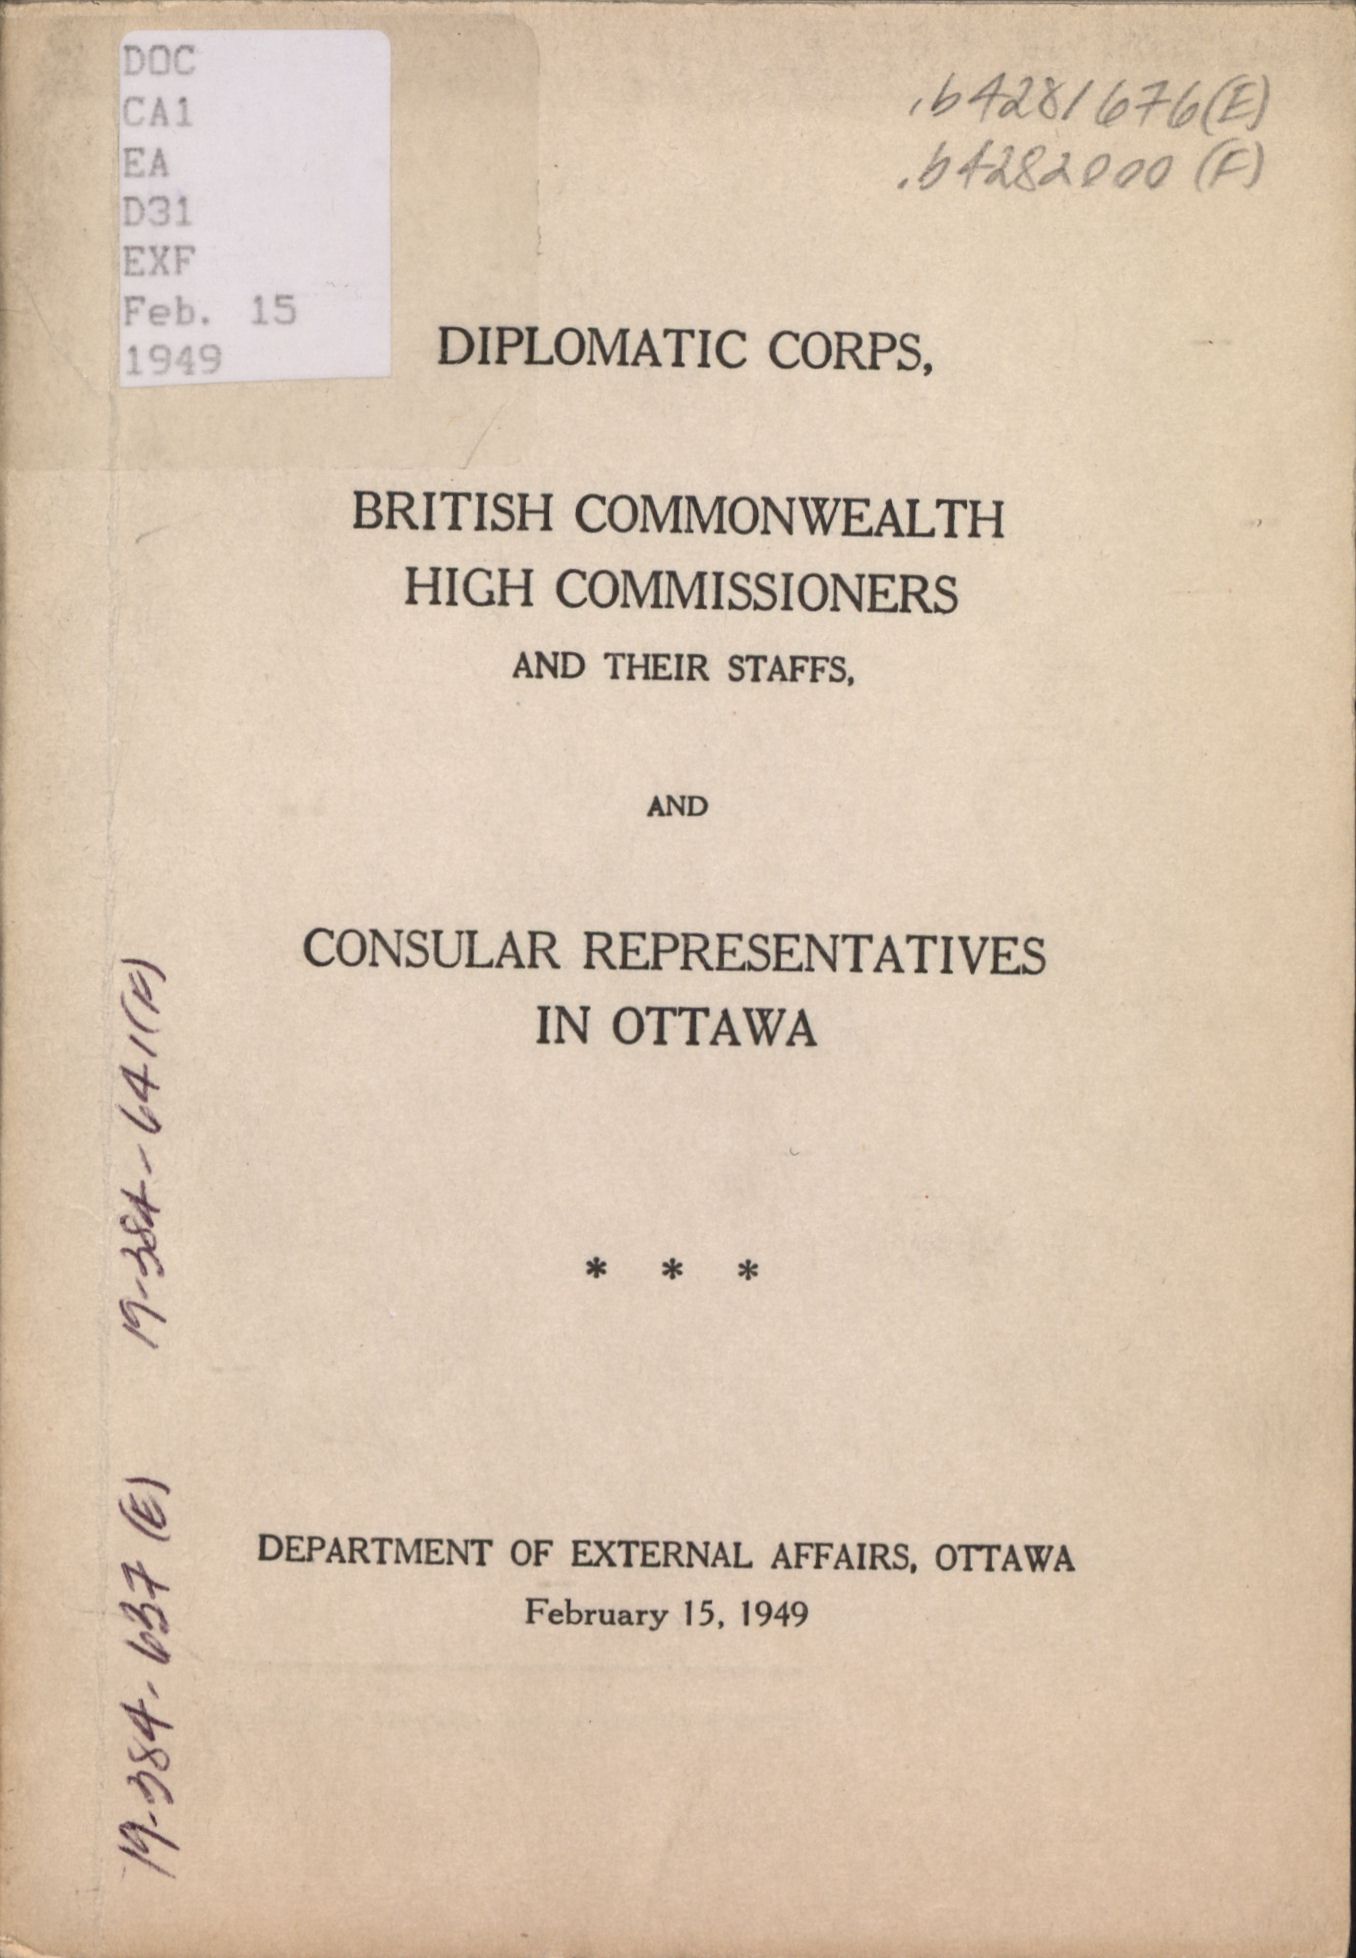 DOC
CA1
EA
D31
EXF
Feb. 15
1949
.b4281676(E)
.b4282000 (F)
DIPLOMATIC CORPS,
BRITISH COMMONWEALTH
HIGH COMMISSIONERS
AND THEIR STAFFS,
AND
CONSULAR REPRESENTATIVES
IN OTTAWA
* * *
DEPARTMENT OF EXTERNAL AFFAIRS, OTTAWA
February 15, 1949
19-384-641(F)
19-384-637 (E)